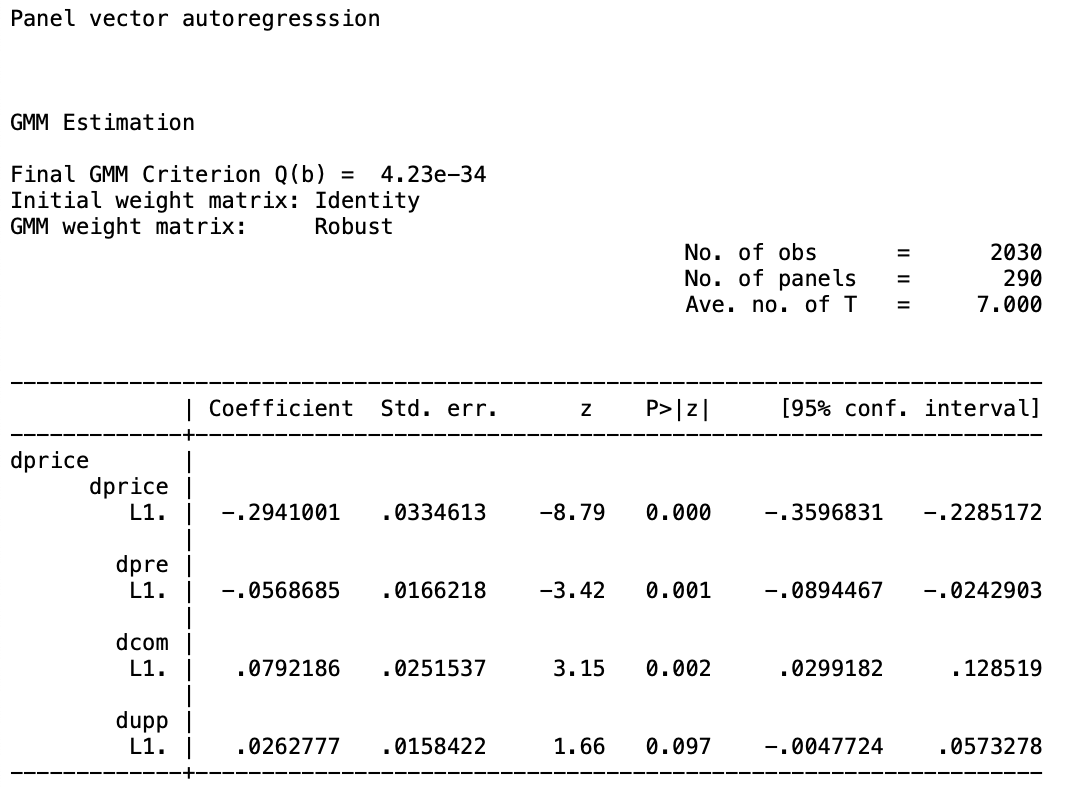 Panel vector autoregresssion
GMM Estimation
Final GMM Criterion Q(b) =  4.23e-34
Initial weight matrix: Identity
GMM weight matrix:     Robust
No. of obs      =      2030
No. of panels   =       290
Ave. no. of T   =     7.000
------------------------------------------------------------------------------
             | Coefficient  Std. err.      z    P>|z|     [95% conf. interval]
-------------+----------------------------------------------------------------
dprice       |
      dprice |
         L1. |  -.2941001   .0334613    -8.79   0.000    -.3596831   -.2285172
             |
        dpre |
         L1. |  -.0568685   .0166218    -3.42   0.001    -.0894467   -.0242903
             |
        dcom |
         L1. |   .0792186   .0251537     3.15   0.002     .0299182     .128519
             |
        dupp |
         L1. |   .0262777   .0158422     1.66   0.097    -.0047724    .0573278
-------------+----------------------------------------------------------------